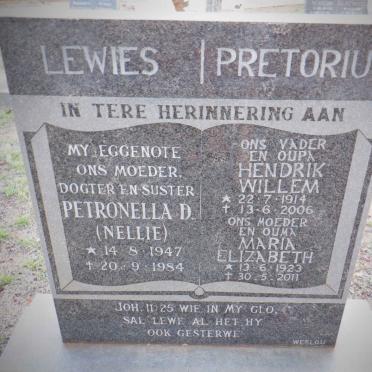 LEWIES
PRETORIU
IN TERE HERINNERING AAN
MY EGGENOTE
ONS MOEDER,
DOGTER EN SUSTER
PETRONELLA D.
(NELLIE)
★ 14-8-1947
† 20-9-1984
ONS VADER
EN OUPA
HENDRIK
WILLEM
★ 22-7-1914
† 13-6-2006
ONS MOEDER
EN OUMA
MARIA
ELIZABETH
★ 13-6-1923
† 30-5-2011
JOH. 11:25 WIE IN MY GLO,
SAL LEWE AL HET HY
OOK GESTERWE
WESLOU